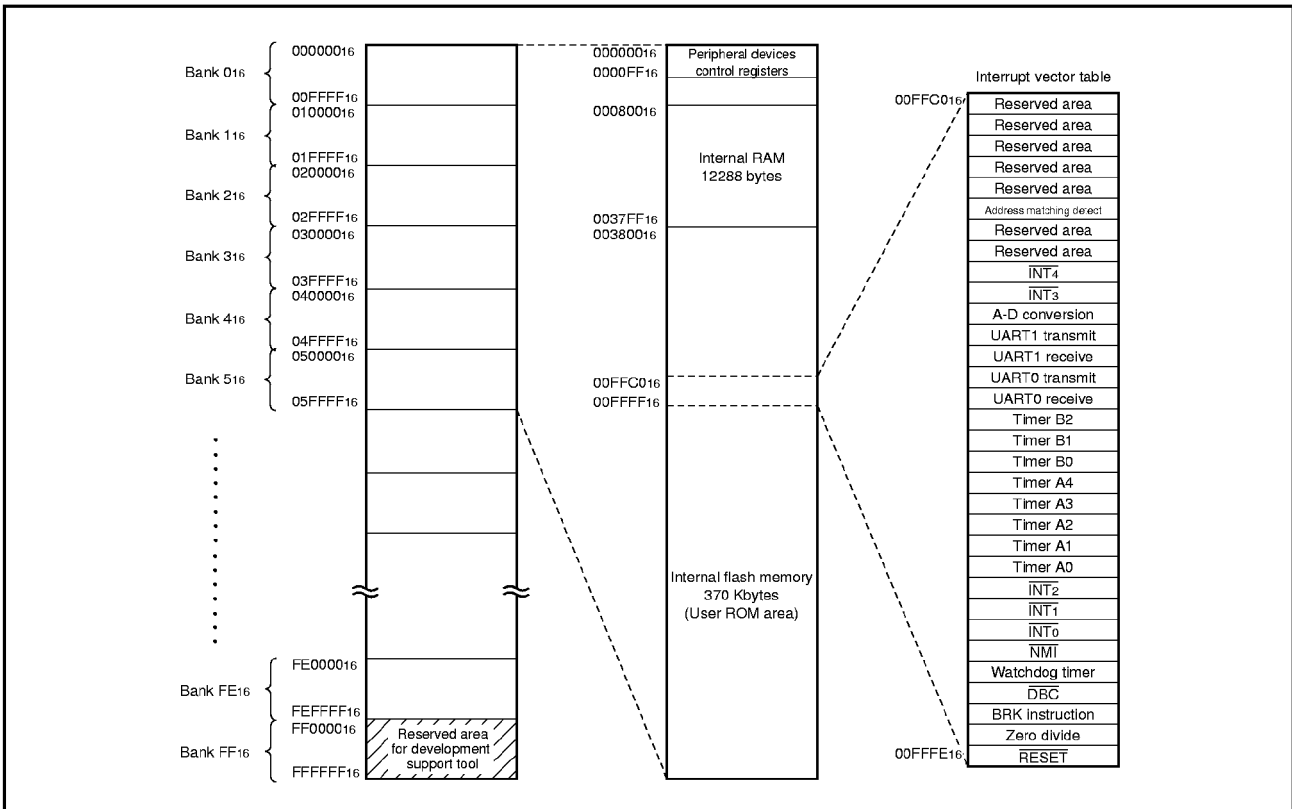 Bank 016
Bank 116
Bank 216
Bank 316
Bank 416
Bank 516
Bank FE16
Bank FF16
00000016
00FFFF16
01000016
01FFFF16
02000016
02FFFF16
03000016
03FFFF16
04000016
04FFFF16
05000016
05FFFF16
FE000016
FEFFFF16
FF000016
FFFFFF16
Reserved area
for development
support tool
00000016
0000FF16
00080016
0037FF16
00380016
00FFC016
00FFFF16
Peripheral devices
control registers
Internal RAM
12288 bytes
Internal flash memory
370 Kbytes
(User ROM area)
Interrupt vector table
00FFC016
00FFFE16
Reserved area
Reserved area
Reserved area
Reserved area
Reserved area
Address matching detect
Reserved area
Reserved area
INT4
INT3
A-D conversion
UART1 transmit
UART1 receive
UART0 transmit
UART0 receive
Timer B2
Timer B1
Timer B0
Timer A4
Timer A3
Timer A2
Timer A1
Timer A0
INT2
INT1
INT0
NMI
Watchdog timer
DBC
BRK instruction
Zero divide
RESET